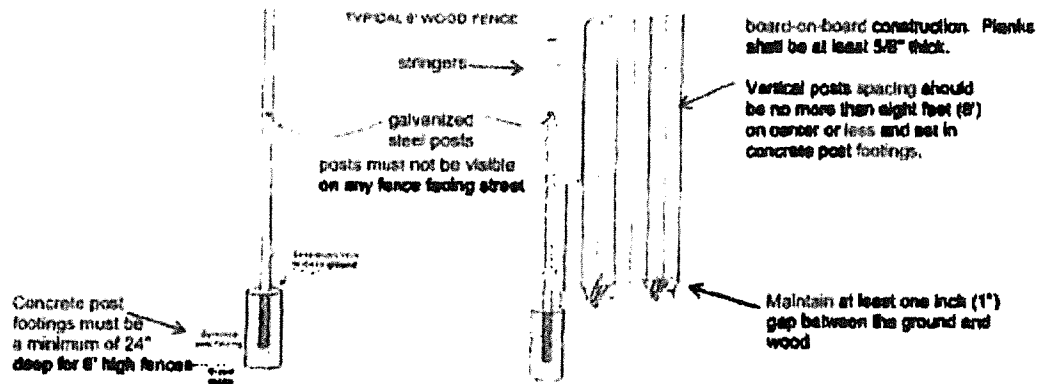 TYPICAL 6' WOOD FENCE
stringers
galvanized
steel posts
posts must not be visible
on any fence facing street
board-on-board construction. Planks
shall be at least 5/8" thick.
Vertical posts spacing should
be no more than eight feet (8')
on center or less and set in
concrete post footings.
Concrete post
footings must be
a minimum of 24"
deep for 6' high fences
Maintain at least one inch (1")
gap between the ground and
wood